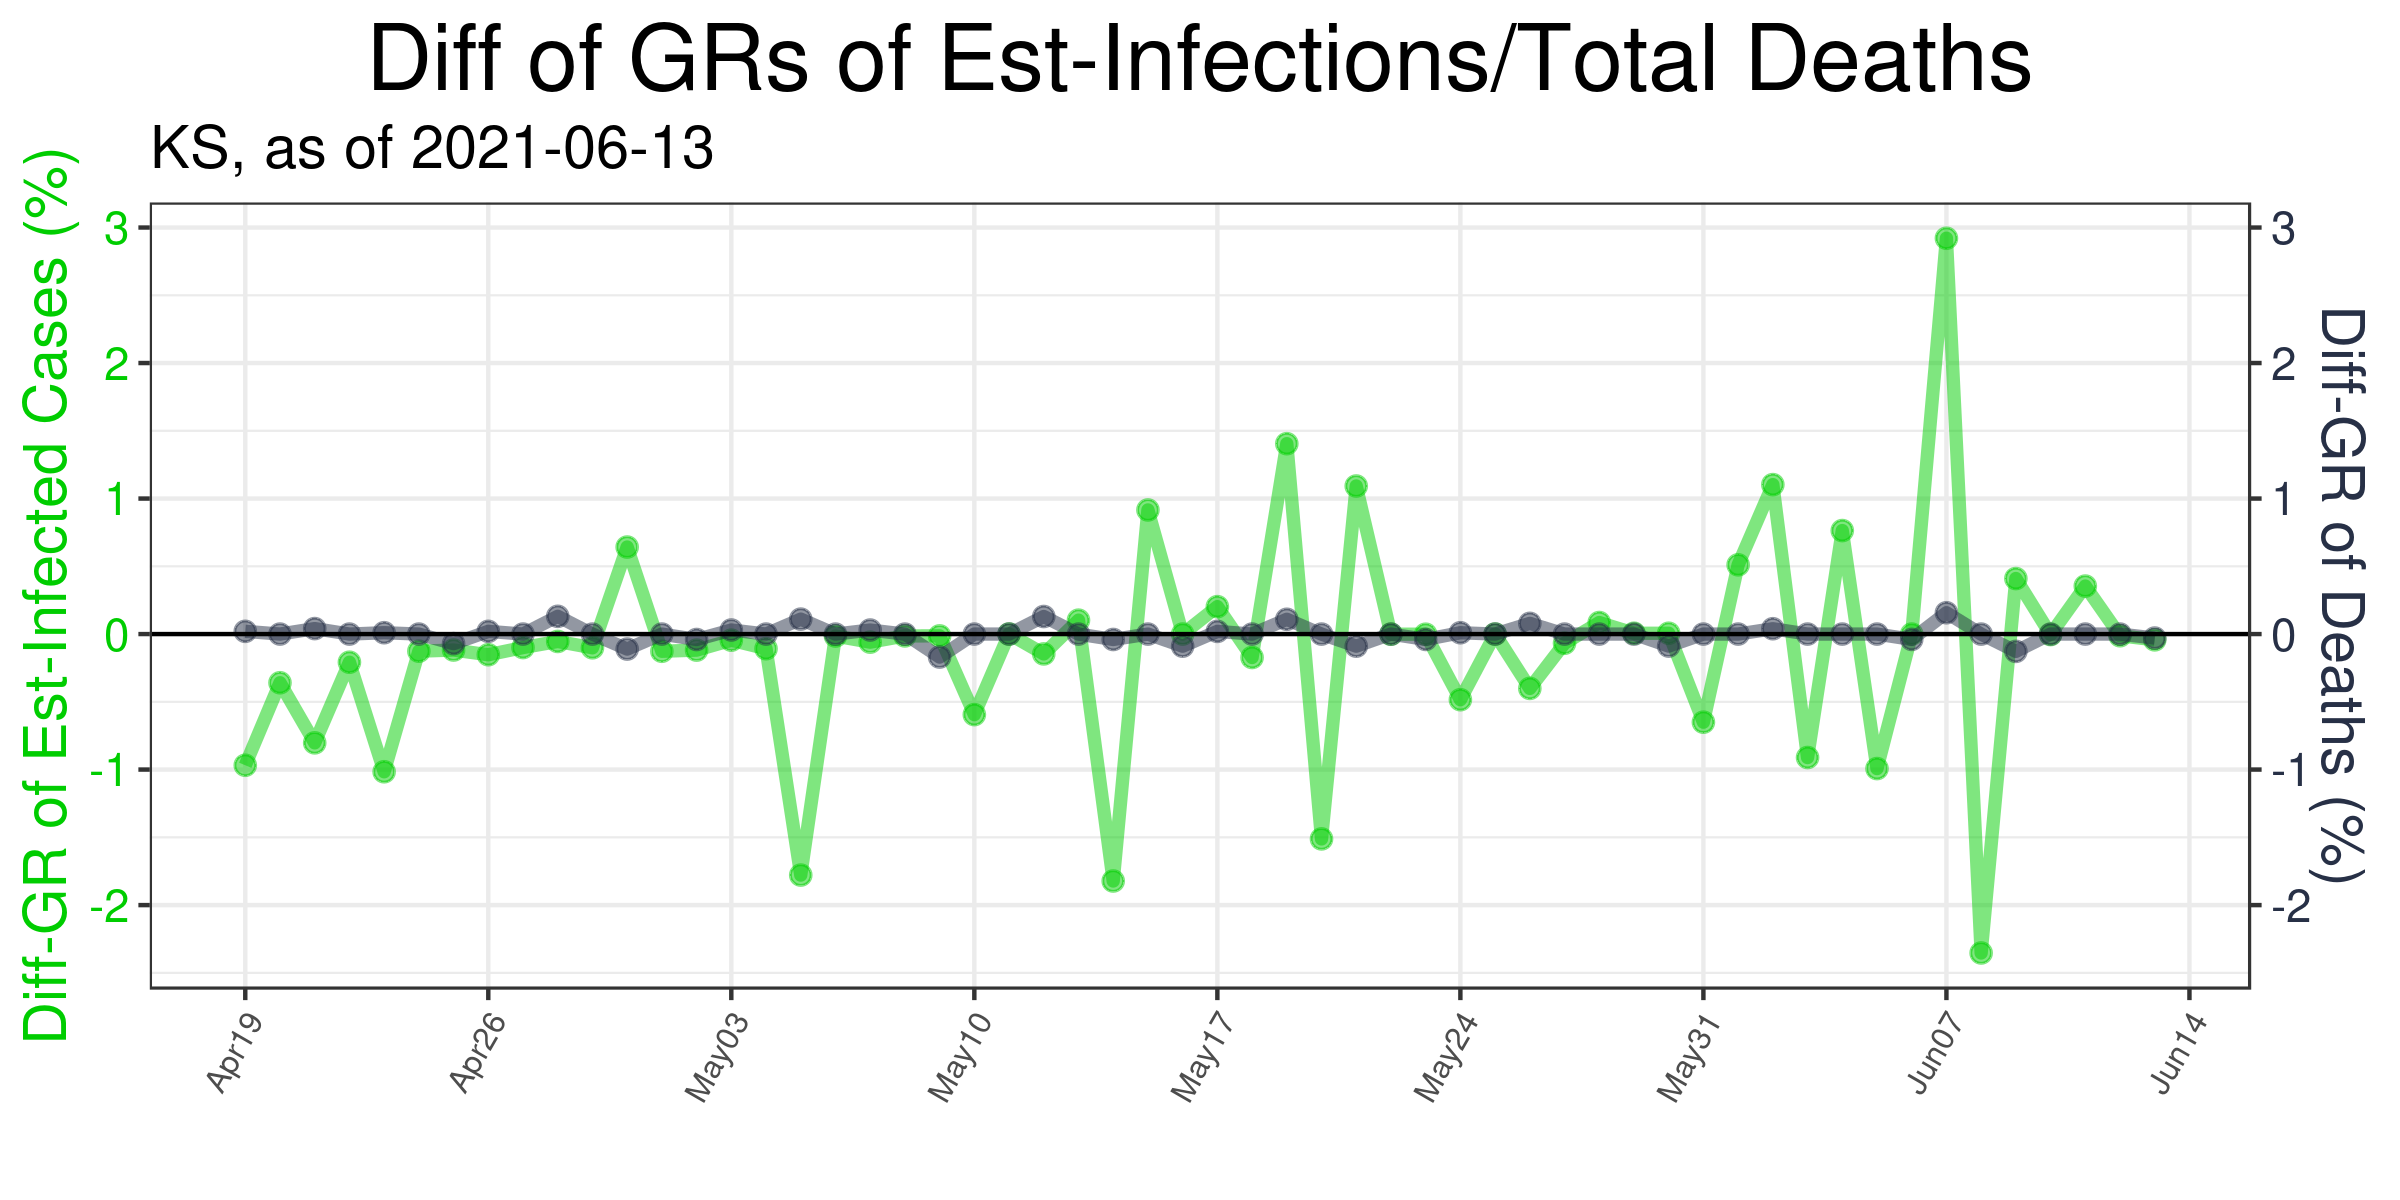 Diff of GRs of Est-Infections/Total Deaths
KS, as of 2021-06-13
Diff-GR of Est-Infected Cases (%)
3
2
1
0
-1
-2
3
2
1
0
-1
-2
Diff-GR of Deaths (%)
Apr19
Apr26
May03
May10
May17
May24
May31
Jun07
Jun14